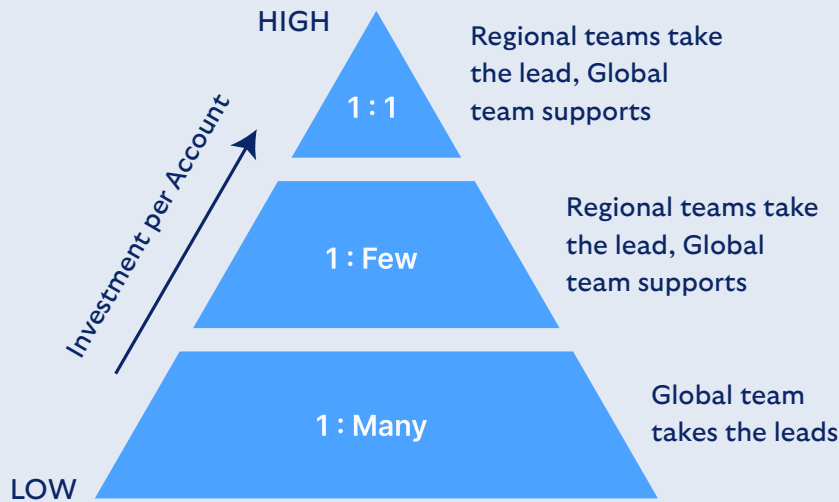 HIGH
Regional teams take
the lead, Global
team supports
1 : 1
Investment per Account
Regional teams take
the lead, Global
team supports
1 : Few
Global team
takes the leads
1 : Many
LOW